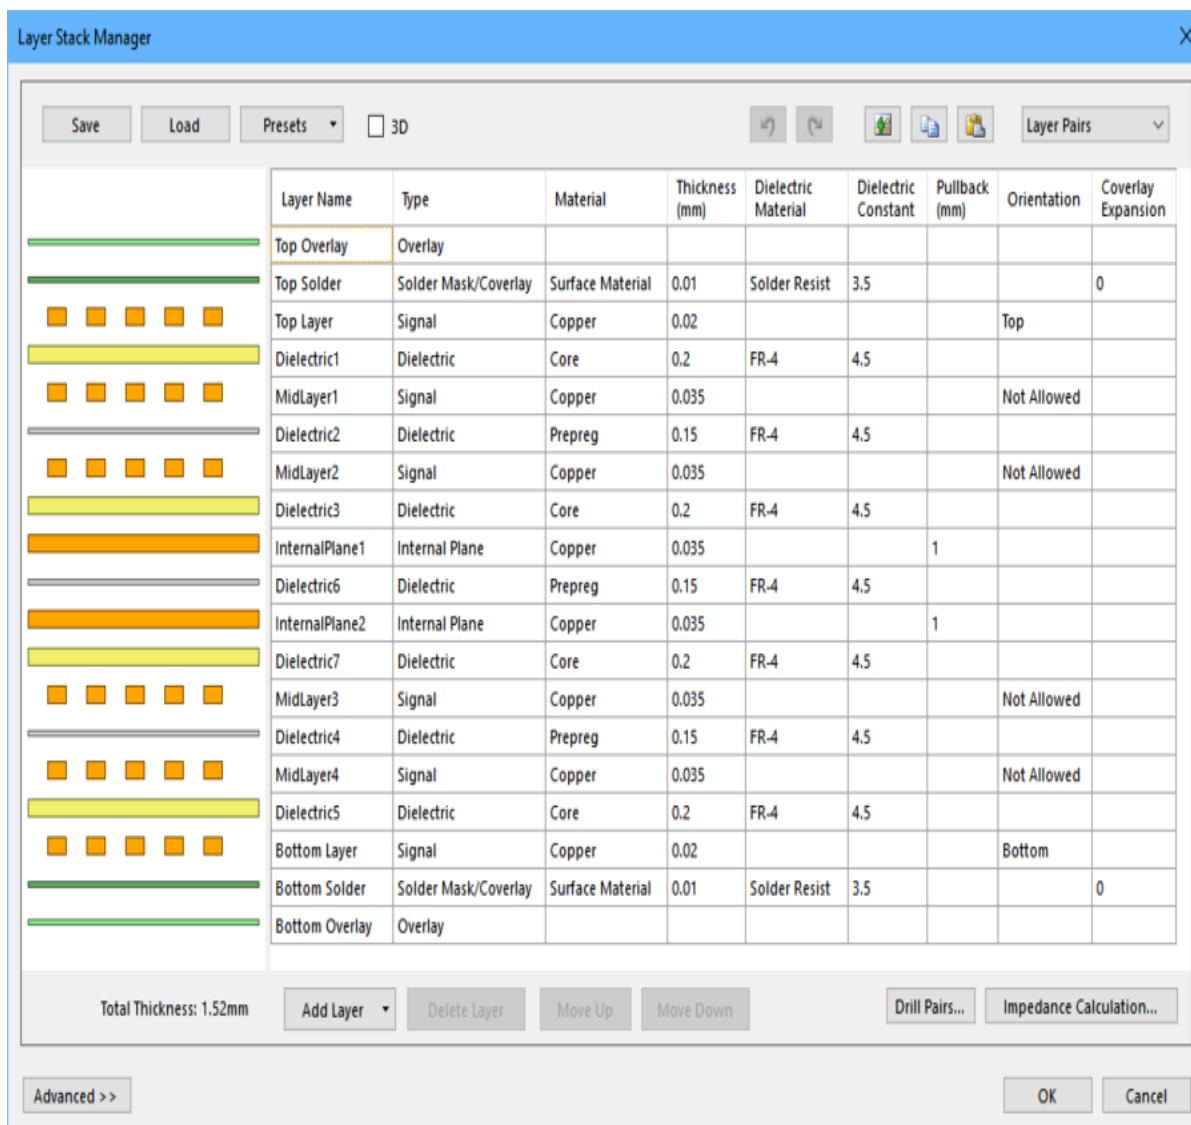 Layer Stack Manager
Save Load Presets 3D Layer Pairs
Layer Name Type Material Thickness (mm) Dielectric Material Dielectric Constant Pullback (mm) Orientation Coverlay Expansion
Top Overlay Overlay
Top Solder Solder Mask/Coverlay Surface Material 0.01 Solder Resist 3.5 0
Top Layer Signal Copper 0.02 Top
Dielectric1 Dielectric Core 0.2 FR-4 4.5
MidLayer1 Signal Copper 0.035 Not Allowed
Dielectric2 Dielectric Prepreg 0.15 FR-4 4.5
MidLayer2 Signal Copper 0.035 Not Allowed
Dielectric3 Dielectric Core 0.2 FR-4 4.5
InternalPlane1 Internal Plane Copper 0.035 1
Dielectric6 Dielectric Prepreg 0.15 FR-4 4.5
InternalPlane2 Internal Plane Copper 0.035 1
Dielectric7 Dielectric Core 0.2 FR-4 4.5
MidLayer3 Signal Copper 0.035 Not Allowed
Dielectric4 Dielectric Prepreg 0.15 FR-4 4.5
MidLayer4 Signal Copper 0.035 Not Allowed
Dielectric5 Dielectric Core 0.2 FR-4 4.5
Bottom Layer Signal Copper 0.02 Bottom
Bottom Solder Solder Mask/Coverlay Surface Material 0.01 Solder Resist 3.5 0
Bottom Overlay Overlay
Total Thickness: 1.52mm Add Layer Delete Layer Move Up Move Down Drill Pairs... Impedance Calculation...
Advanced >> OK Cancel